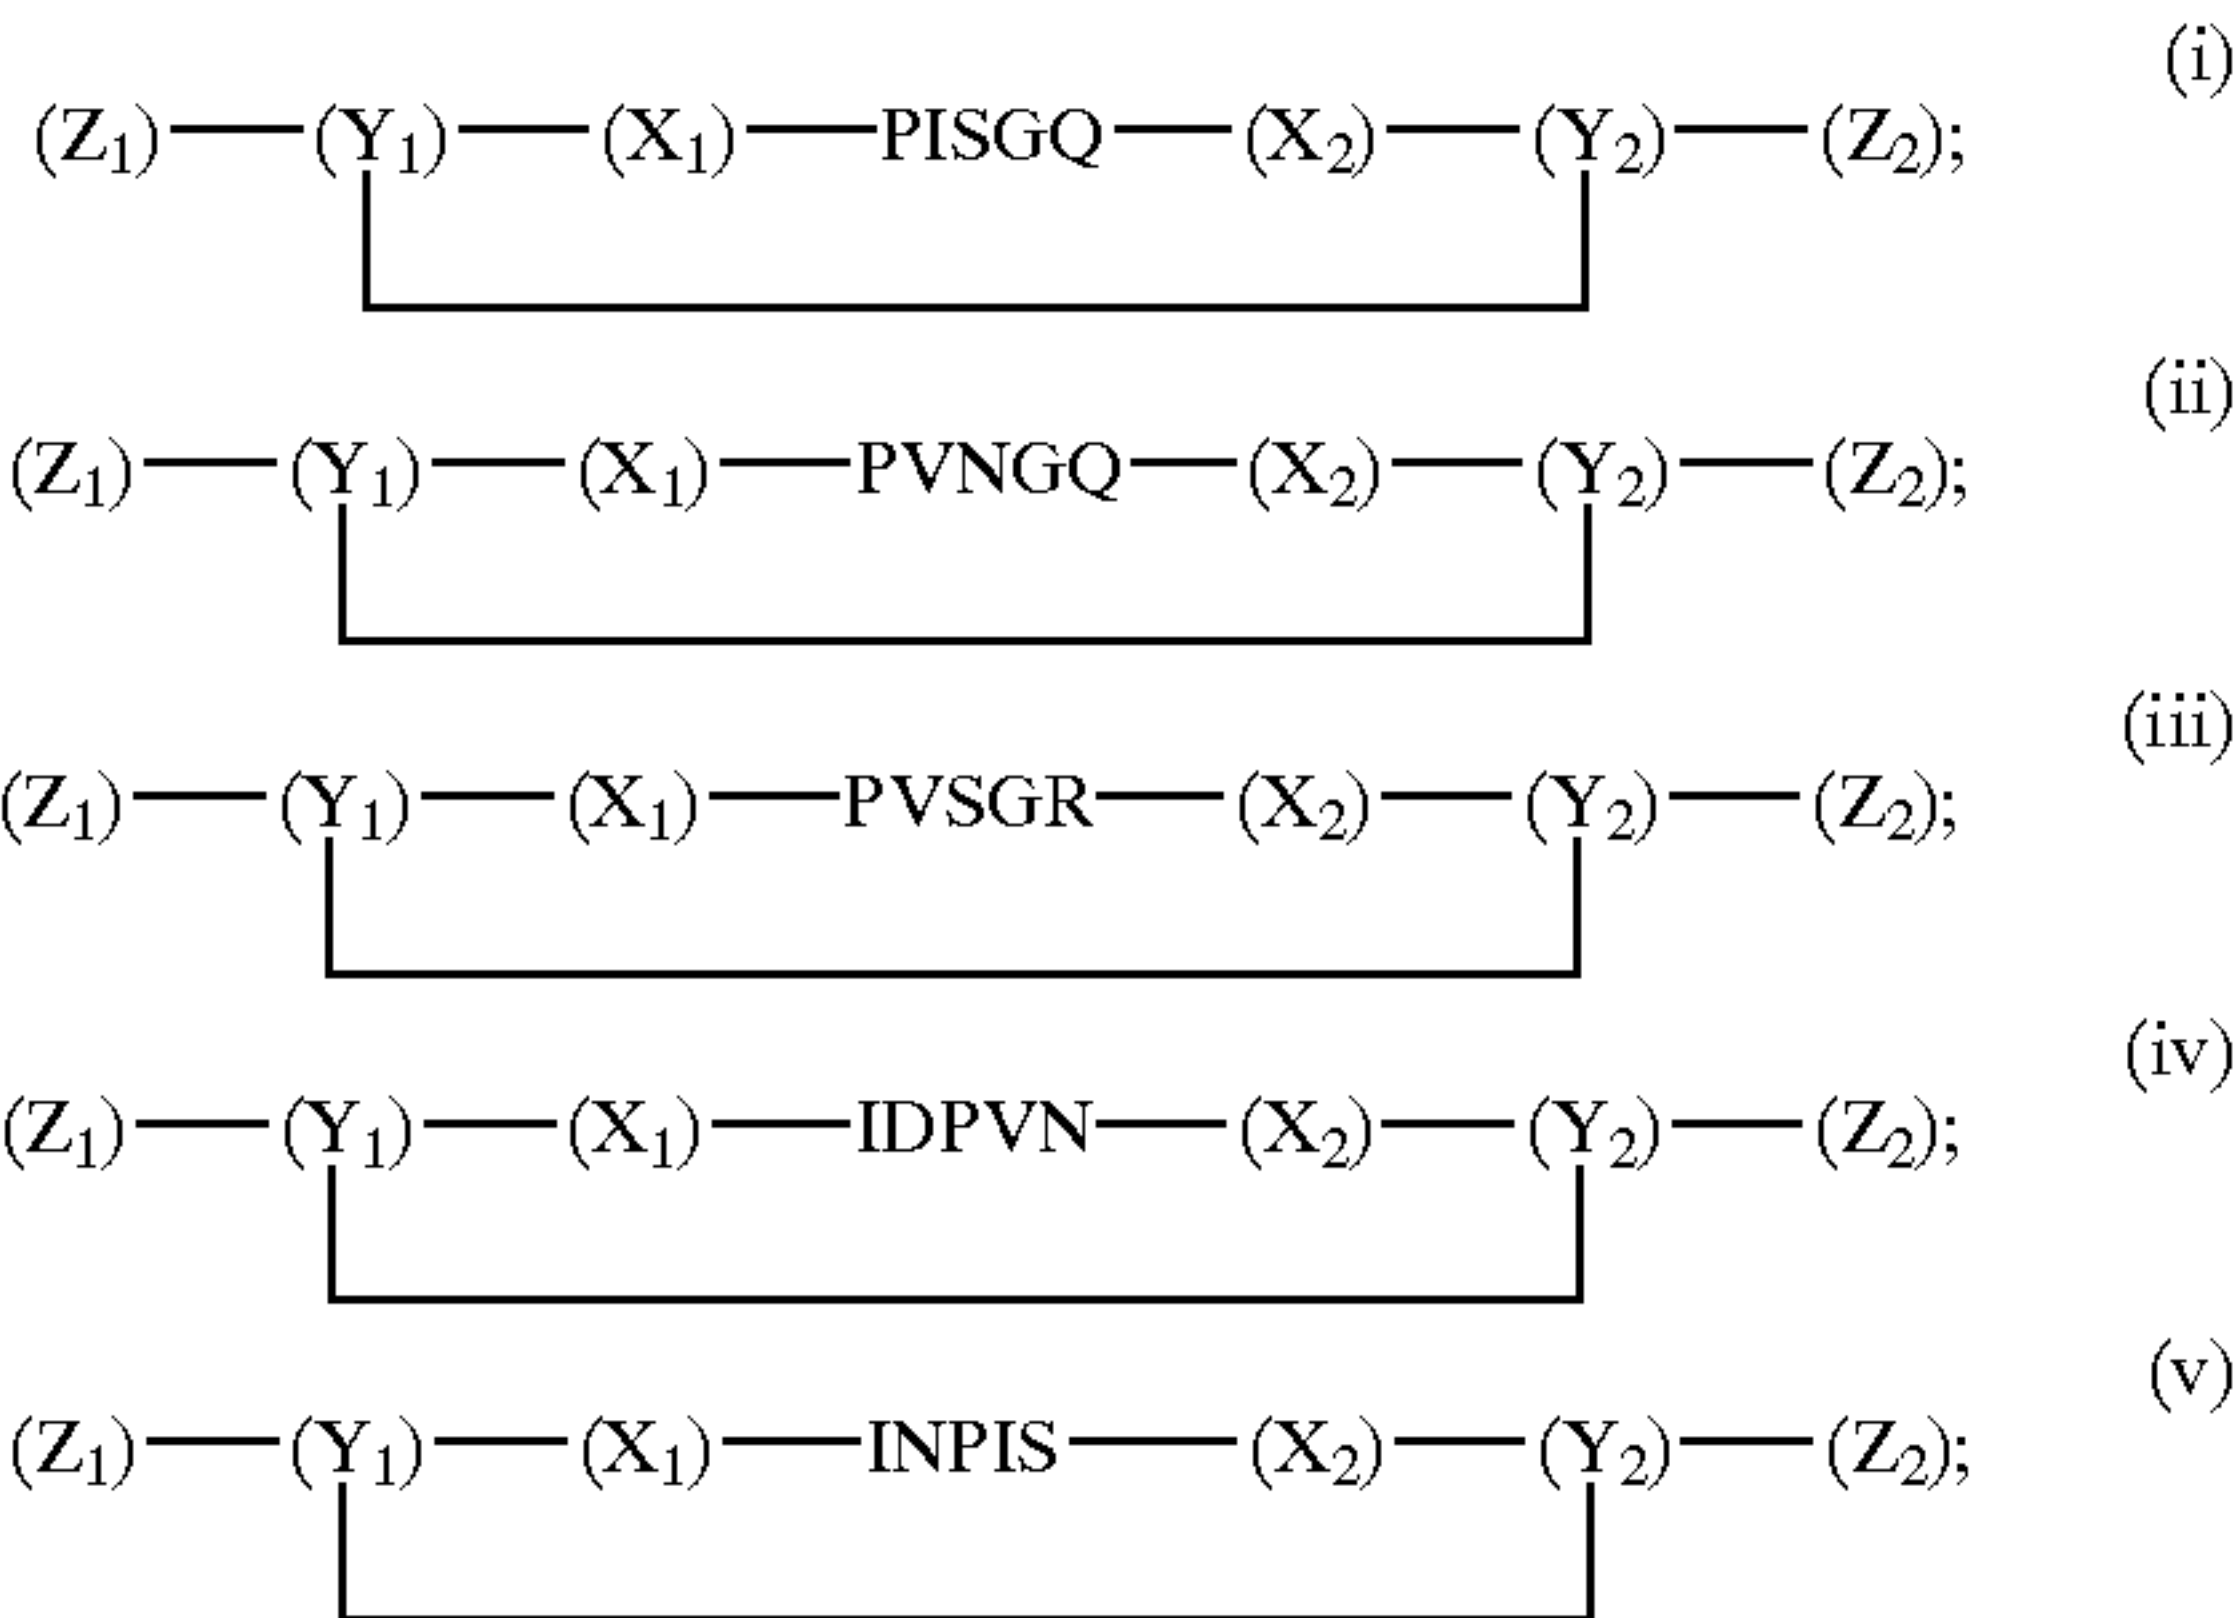 (i)
(Z₁)—(Y₁)—(X₁)—PISGQ—(X₂)—(Y₂)—(Z₂);
(ii)
(Z₁)—(Y₁)—(X₁)—PVNGQ—(X₂)—(Y₂)—(Z₂);
(iii)
(Z₁)—(Y₁)—(X₁)—PVSGR—(X₂)—(Y₂)—(Z₂);
(iv)
(Z₁)—(Y₁)—(X₁)—IDPVN—(X₂)—(Y₂)—(Z₂);
(v)
(Z₁)—(Y₁)—(X₁)—INPIS—(X₂)—(Y₂)—(Z₂);